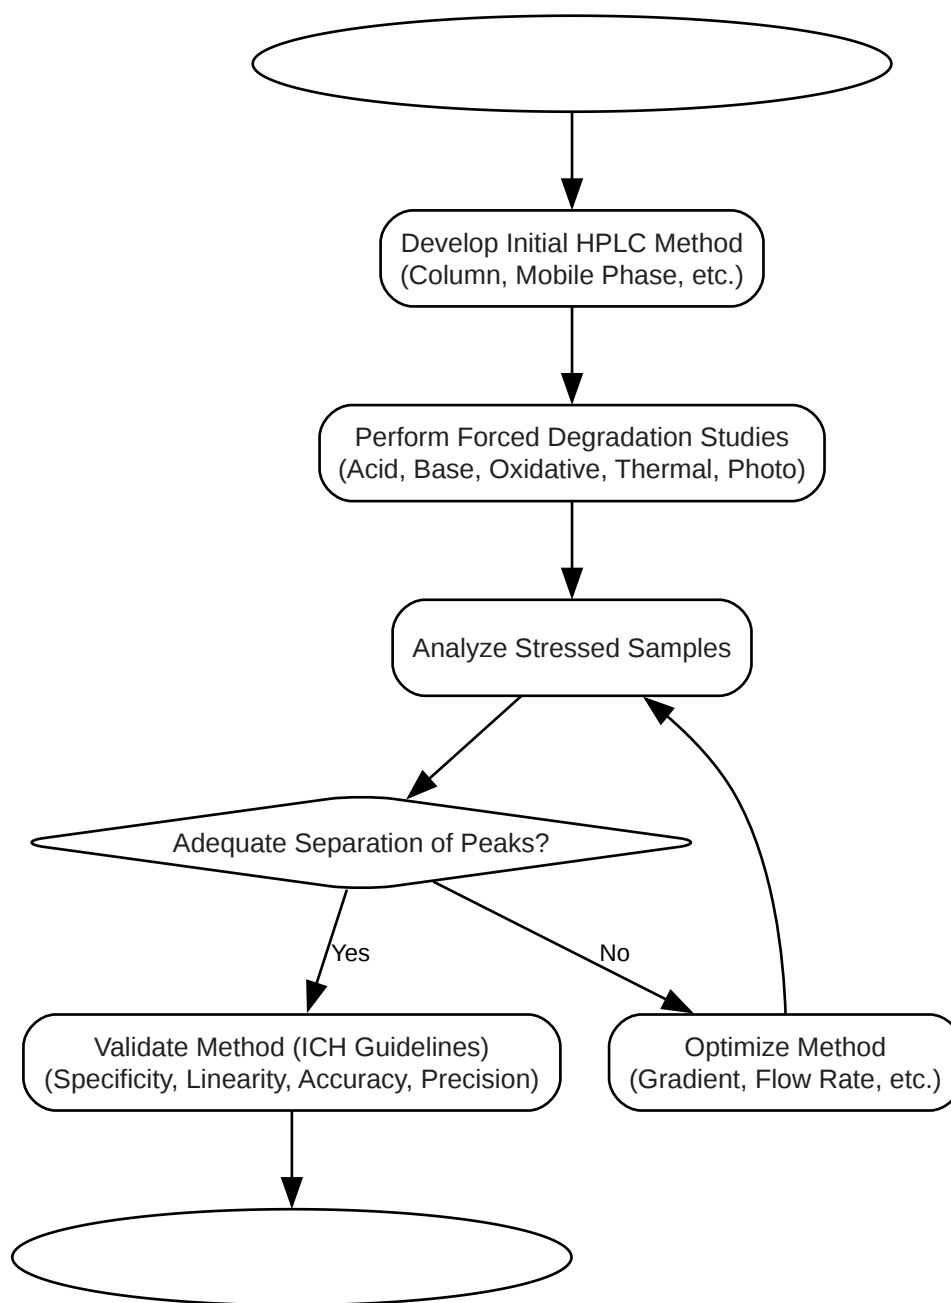 Develop Initial HPLC Method
(Column, Mobile Phase, etc.)
Perform Forced Degradation Studies
(Acid, Base, Oxidative, Thermal, Photo)
Analyze Stressed Samples
Adequate Separation of Peaks?
Yes
No
Validate Method (ICH Guidelines)
(Specificity, Linearity, Accuracy, Precision)
Optimize Method
(Gradient, Flow Rate, etc.)